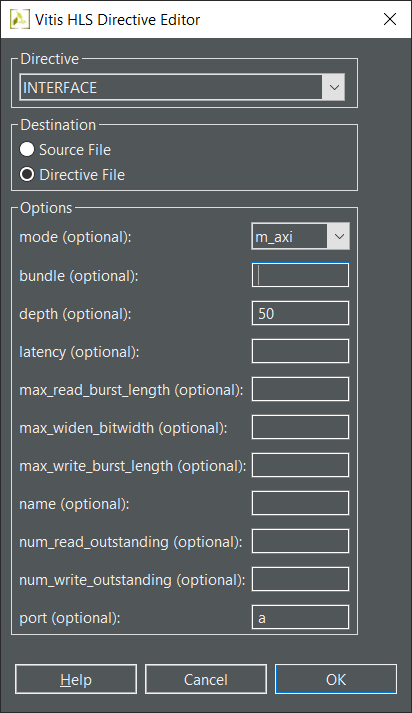 Vitis HLS Directive Editor
Directive
INTERFACE
Destination
Source File
Directive File
Options
mode (optional): m_axi
bundle (optional):
depth (optional): 50
latency (optional):
max_read_burst_length (optional):
max_widen_bitwidth (optional):
max_write_burst_length (optional):
name (optional):
num_read_outstanding (optional):
num_write_outstanding (optional):
port (optional): a
Help Cancel OK